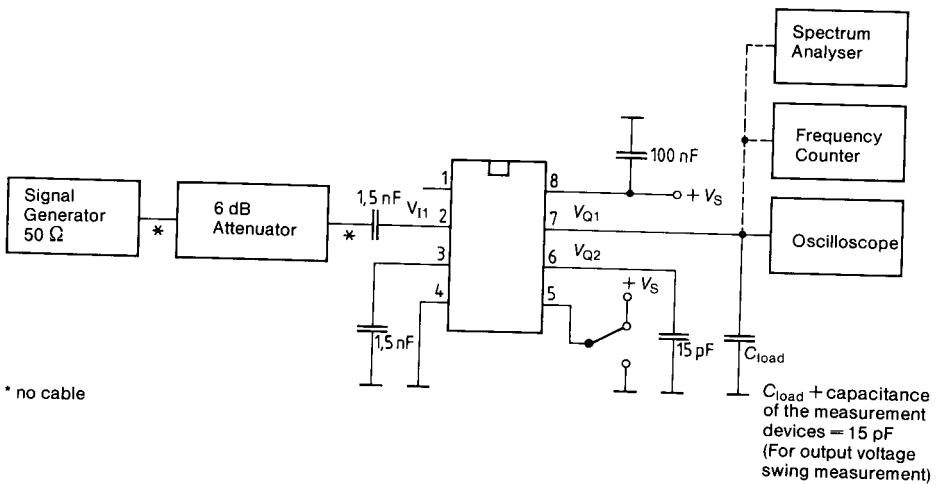 Spectrum
Analyser
Frequency
Counter
Oscilloscope
Signal
Generator
50 Ω
*
6 dB
Attenuator
*
1,5 nF
V_I1
1
2
3
4
8
7
6
5
100 nF
+ V_S
V_Q1
V_Q2
+ V_S
1,5 nF
15 pF
C_load
* no cable
C_load + capacitance
of the measurement
devices = 15 pF
(For output voltage
swing measurement)